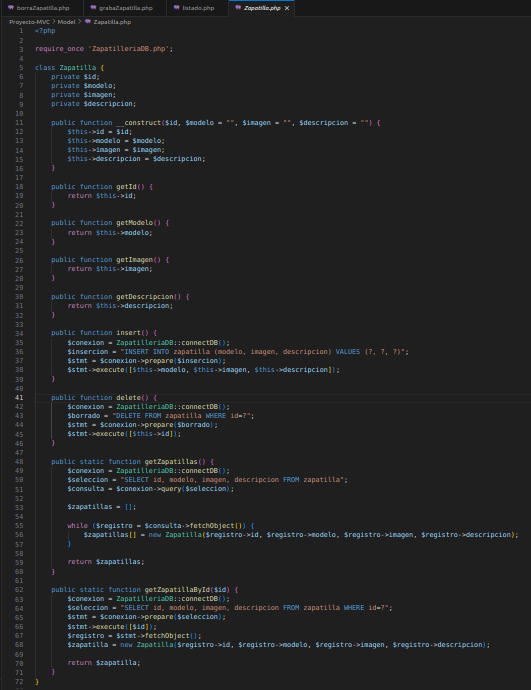 borraZapatilla.php grabaZapatilla.php listado.php Zapatilla.php ×
Proyecto-MVC > Model > Zapatilla.php
1 <?php
2
3 require_once 'ZapatilleriaDB.php';
4
5 class Zapatilla {
6 private $id;
7 private $modelo;
8 private $imagen;
9 private $descripcion;
10
11 public function __construct($id, $modelo = "", $imagen = "", $descripcion = "") {
12 $this->id = $id;
13 $this->modelo = $modelo;
14 $this->imagen = $imagen;
15 $this->descripcion = $descripcion;
16 }
17
18 public function getId() {
19 return $this->id;
20 }
21
22 public function getModelo() {
23 return $this->modelo;
24 }
25
26 public function getImagen() {
27 return $this->imagen;
28 }
29
30 public function getDescripcion() {
31 return $this->descripcion;
32 }
33
34 public function insert() {
35 $conexion = ZapatilleriaDB::connectDB();
36 $insercion = "INSERT INTO zapatilla (modelo, imagen, descripcion) VALUES (?, ?, ?)";
37 $stmt = $conexion->prepare($insercion);
38 $stmt->execute([$this->modelo, $this->imagen, $this->descripcion]);
39 }
40
41 public function delete() {
42 $conexion = ZapatilleriaDB::connectDB();
43 $borrado = "DELETE FROM zapatilla WHERE id=?";
44 $stmt = $conexion->prepare($borrado);
45 $stmt->execute([$this->id]);
46 }
47
48 public static function getZapatillas() {
49 $conexion = ZapatilleriaDB::connectDB();
50 $seleccion = "SELECT id, modelo, imagen, descripcion FROM zapatilla";
51 $consulta = $conexion->query($seleccion);
52
53 $zapatillas = [];
54
55 while ($registro = $consulta->fetchObject()) {
56 $zapatillas[] = new Zapatilla($registro->id, $registro->modelo, $registro->imagen, $registro->descripcion);
57 }
58
59 return $zapatillas;
60 }
61
62 public static function getZapatillaById($id) {
63 $conexion = ZapatilleriaDB::connectDB();
64 $seleccion = "SELECT id, modelo, imagen, descripcion FROM zapatilla WHERE id=?";
65 $stmt = $conexion->prepare($seleccion);
66 $stmt->execute([$id]);
67 $registro = $stmt->fetchObject();
68 $zapatilla = new Zapatilla($registro->id, $registro->modelo, $registro->imagen, $registro->descripcion);
69
70 return $zapatilla;
71 }
72 }